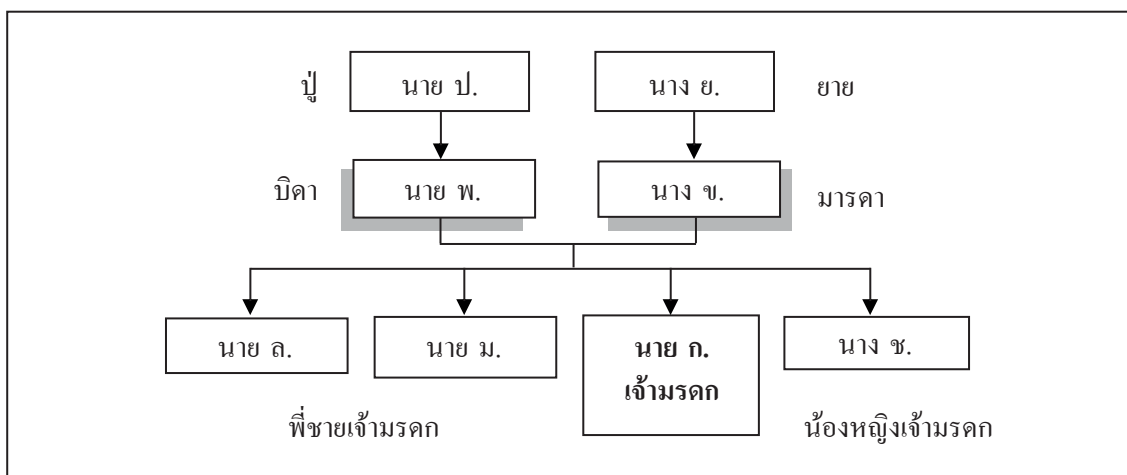 ปู่ นาย ป. นาง ย. ยาย
บิดา นาย พ. นาง ข. มารดา
นาย ล. นาย ม. นาย ก. นาง ช.
เจ้ามรดก
พี่ชายเจ้ามรดก น้องหญิงเจ้ามรดก